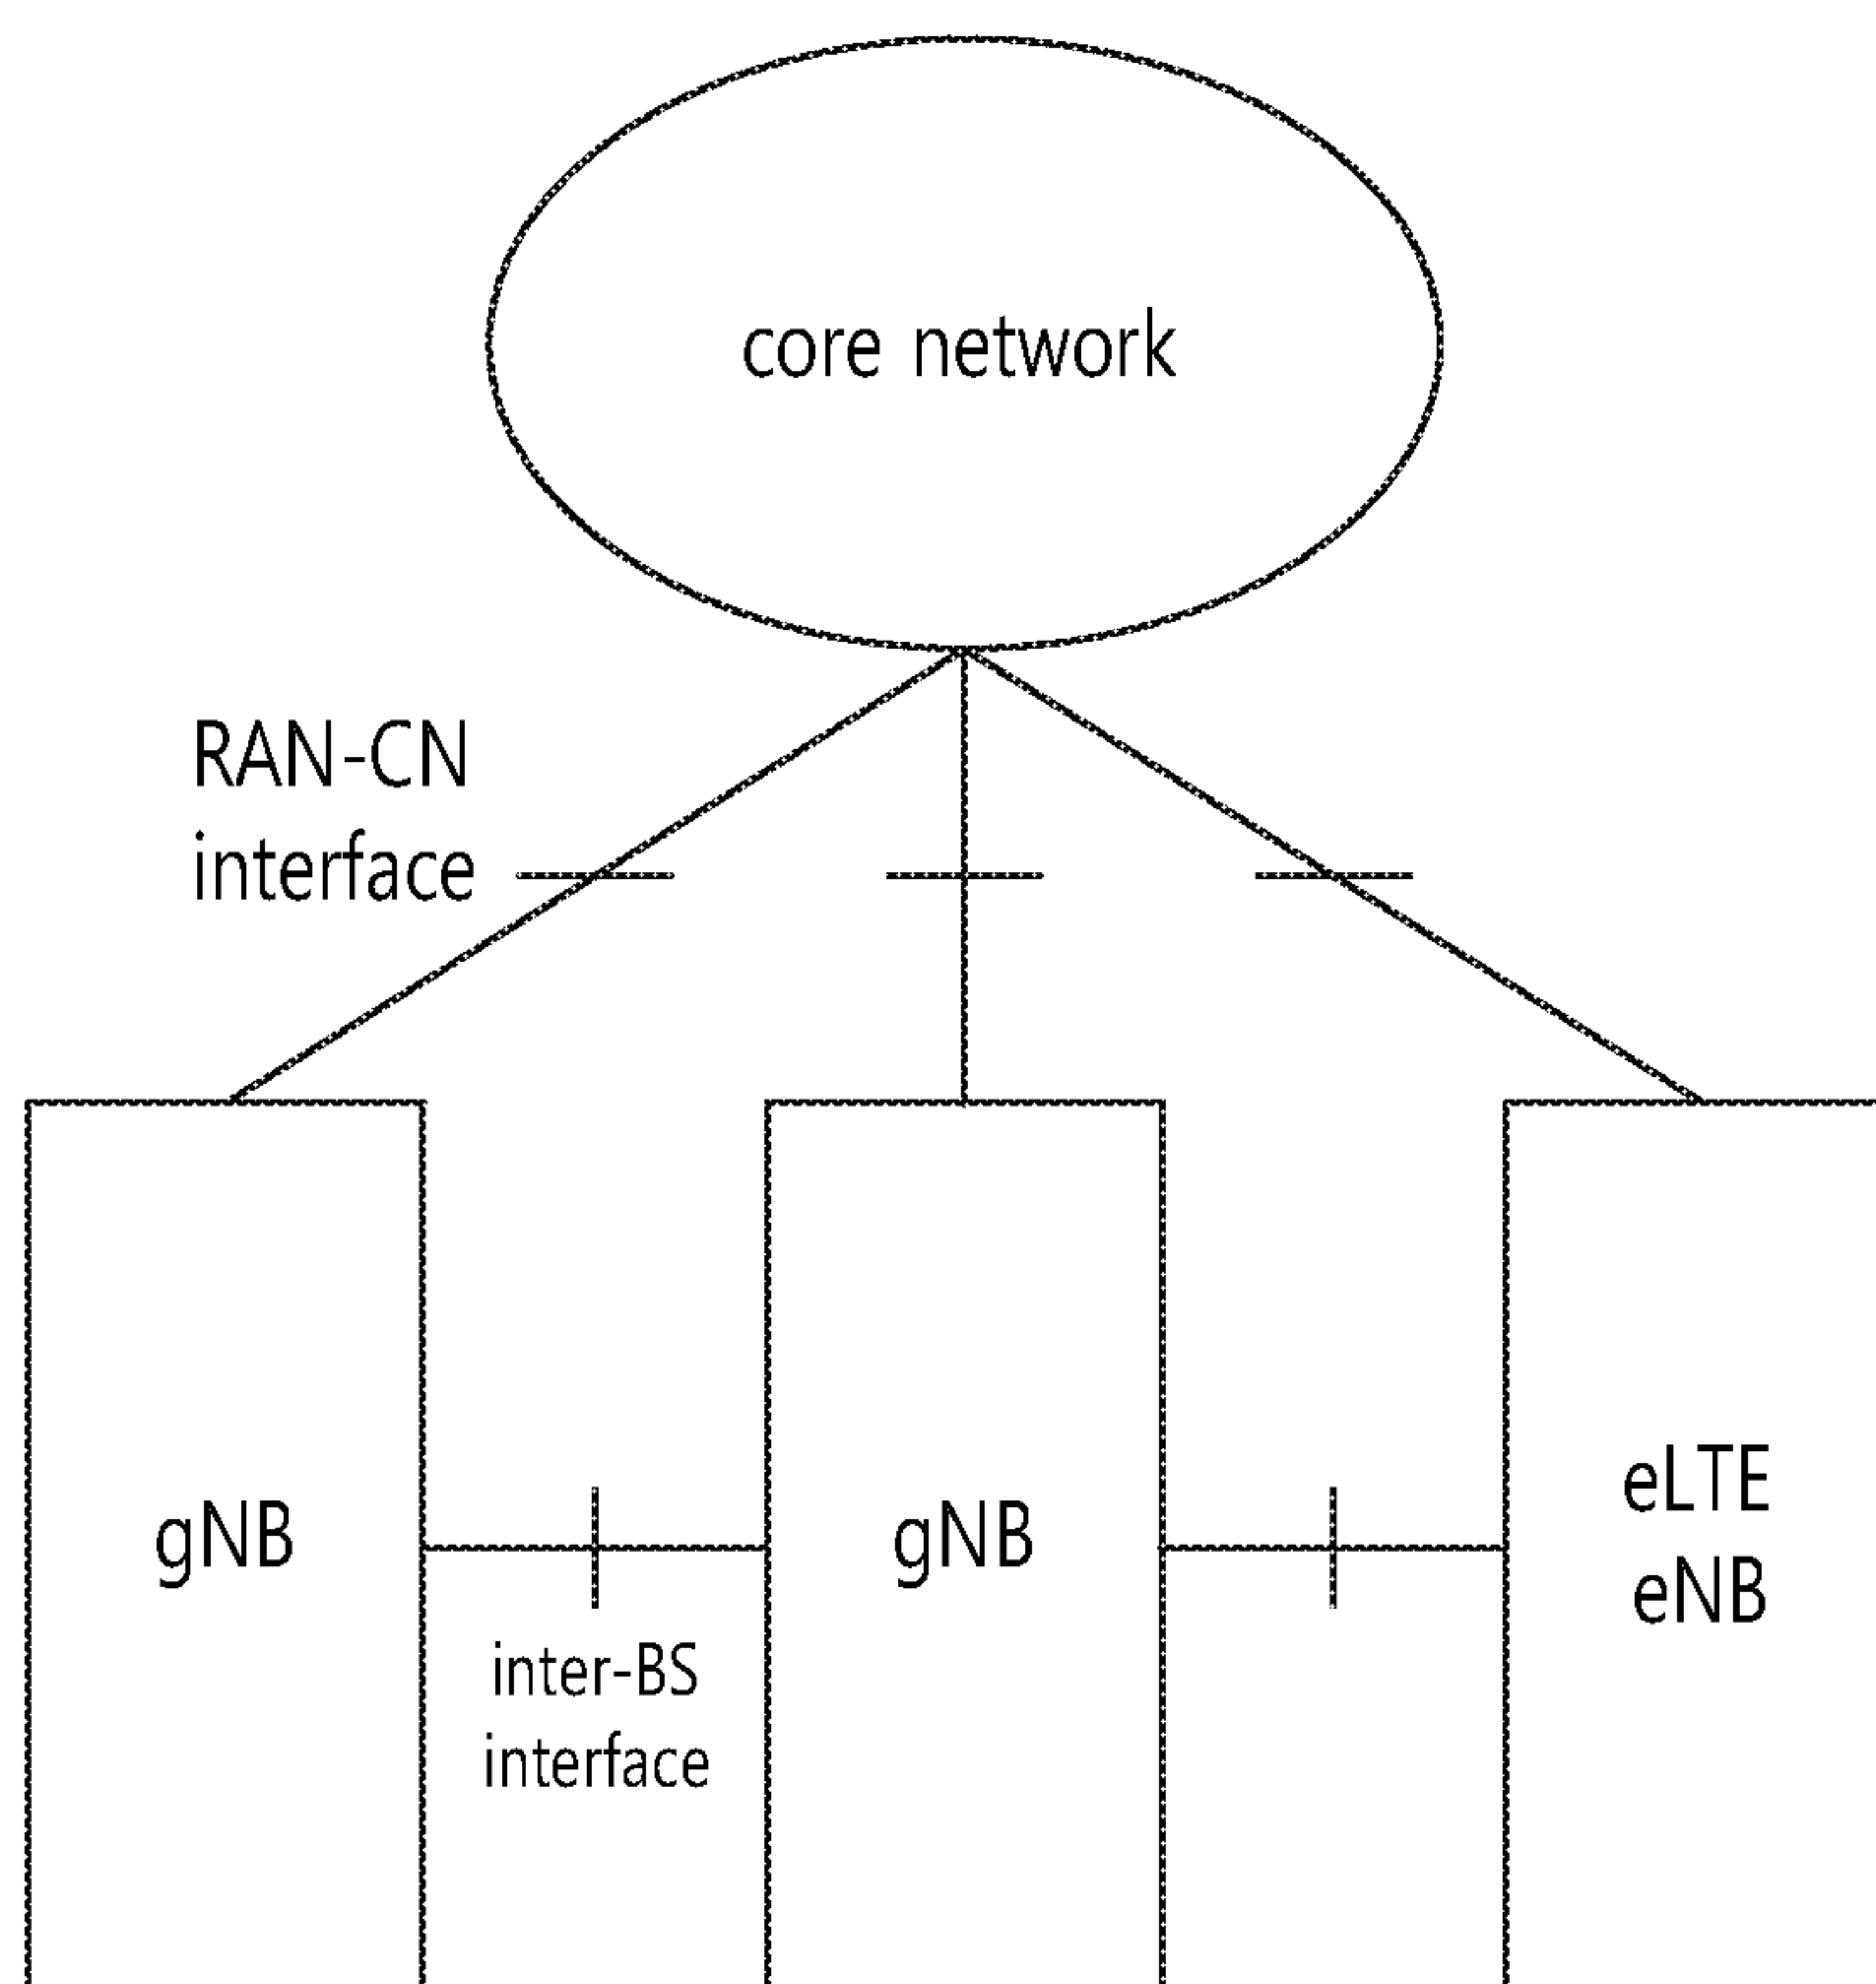 core network
RAN-CN
interface
gNB
gNB
eLTE
eNB
inter-BS
interface